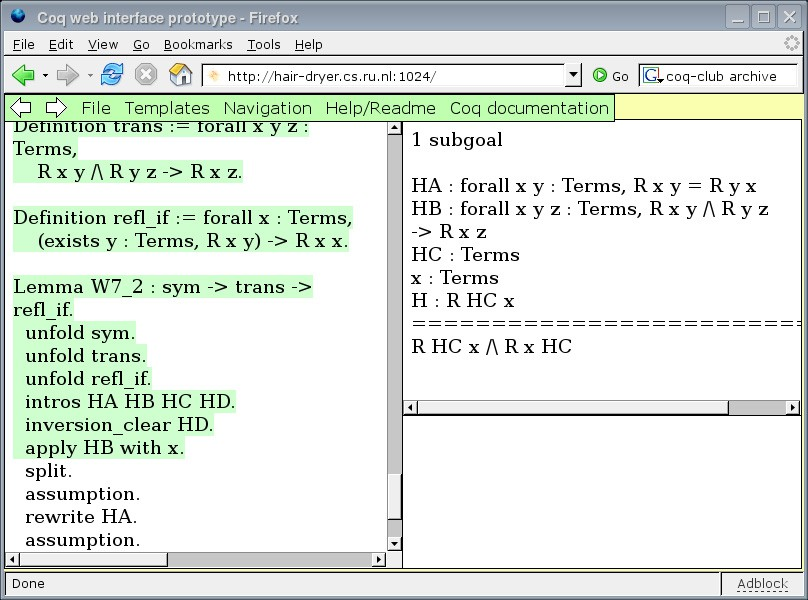 Coq web interface prototype - Firefox
File Edit View Go Bookmarks Tools Help
http://hair-dryer.cs.ru.nl:1024/ Go G coq-club archive
File Templates Navigation Help/Readme Coq documentation
Definition trans := forall x y z :
Terms,
R x y /\ R y z -> R x z.
Definition refl_if := forall x : Terms,
(exists y : Terms, R x y) -> R x x.
Lemma W7_2 : sym -> trans ->
refl_if.
unfold sym.
unfold trans.
unfold refl_if.
intros HA HB HC HD.
inversion_clear HD.
apply HB with x.
split.
assumption.
rewrite HA.
assumption.
1 subgoal
HA : forall x y : Terms, R x y = R y x
HB : forall x y z : Terms, R x y /\ R y z
-> R x z
HC : Terms
x : Terms
H : R HC x
==========================
R HC x /\ R x HC
Done
Adblock